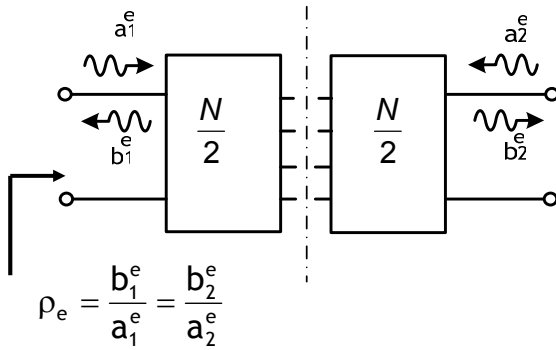 a₁ᵉ a₂ᵉ
b₁ᵉ N/2 N/2 b₂ᵉ
ρₑ = b₁ᵉ/a₁ᵉ = b₂ᵉ/a₂ᵉ